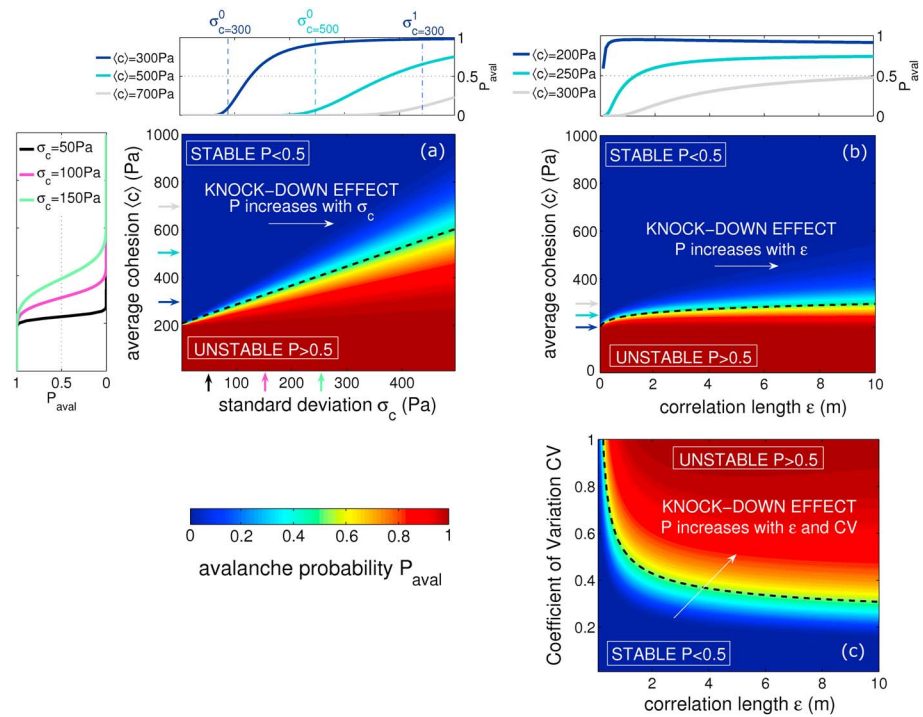 σ⁰c=300 σ⁰c=500 σ¹c=300
⟨c⟩=300Pa
⟨c⟩=500Pa
⟨c⟩=700Pa
1
0.5
0
P_aval
⟨c⟩=200Pa
⟨c⟩=250Pa
⟨c⟩=300Pa
1
0.5
0
P_aval
σc=50Pa
σc=100Pa
σc=150Pa
1 0.5 0
P_aval
1000
800
600
400
200
average cohesion ⟨c⟩ (Pa)
STABLE P<0.5 (a)
KNOCK-DOWN EFFECT
P increases with σc
UNSTABLE P>0.5
100 200 300 400
standard deviation σc (Pa)
1000
800
600
400
200
0
average cohesion ⟨c⟩ (Pa)
STABLE P<0.5 (b)
KNOCK-DOWN EFFECT
P increases with ε
UNSTABLE P>0.5
0 2 4 6 8 10
correlation length ε (m)
0 0.2 0.4 0.6 0.8 1
avalanche probability P_aval
1
0.8
0.6
0.4
0.2
Coefficient of Variation CV
UNSTABLE P>0.5
KNOCK-DOWN EFFECT
P increases with ε and CV
STABLE P<0.5 (c)
2 4 6 8 10
correlation length ε (m)